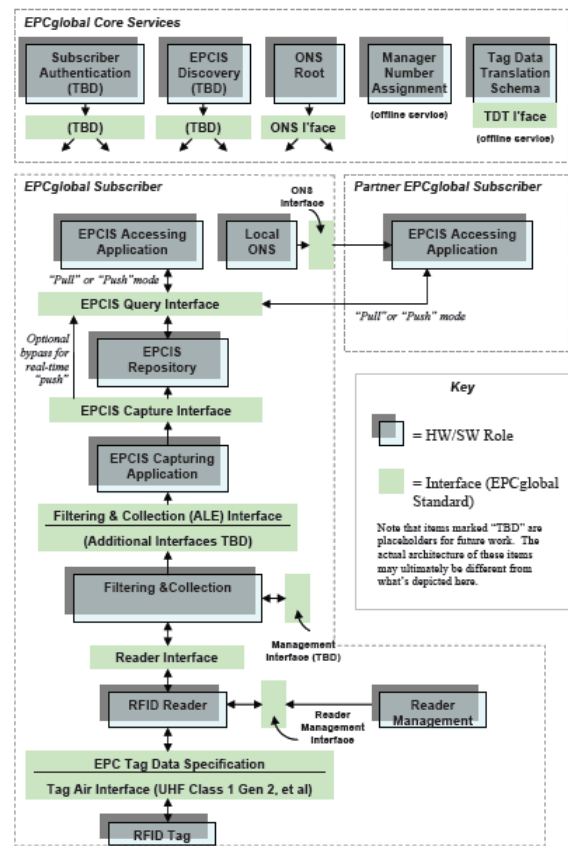 EPCglobal Core Services
Subscriber
Authentication
(TBD)
EPCIS
Discovery
(TBD)
ONS
Root
Manager
Number
Assignment
Tag Data
Translation
Schema
(TBD)
(TBD)
ONS I'face
(offline service)
TDT I'face
(offline service)
EPCglobal Subscriber
ONS
Interface
Partner EPCglobal Subscriber
EPCIS Accessing
Application
Local
ONS
EPCIS Accessing
Application
"Pull" or "Push" mode
EPCIS Query Interface
"Pull" or "Push" mode
Optional
bypass for
real-time
"push"
EPCIS
Repository
EPCIS Capture Interface
EPCIS Capturing
Application
Filtering & Collection (ALE) Interface
(Additional Interfaces TBD)
Filtering &Collection
Management
Interface (TBD)
Reader Interface
RFID Reader
Reader
Management
Interface
Reader
Management
EPC Tag Data Specification
Tag Air Interface (UHF Class 1 Gen 2, et al)
RFID Tag
Key
= HW/SW Role
= Interface (EPCglobal
Standard)
Note that items marked "TBD" are
placeholders for future work. The
actual architecture of these items
may ultimately be different from
what's depicted here.